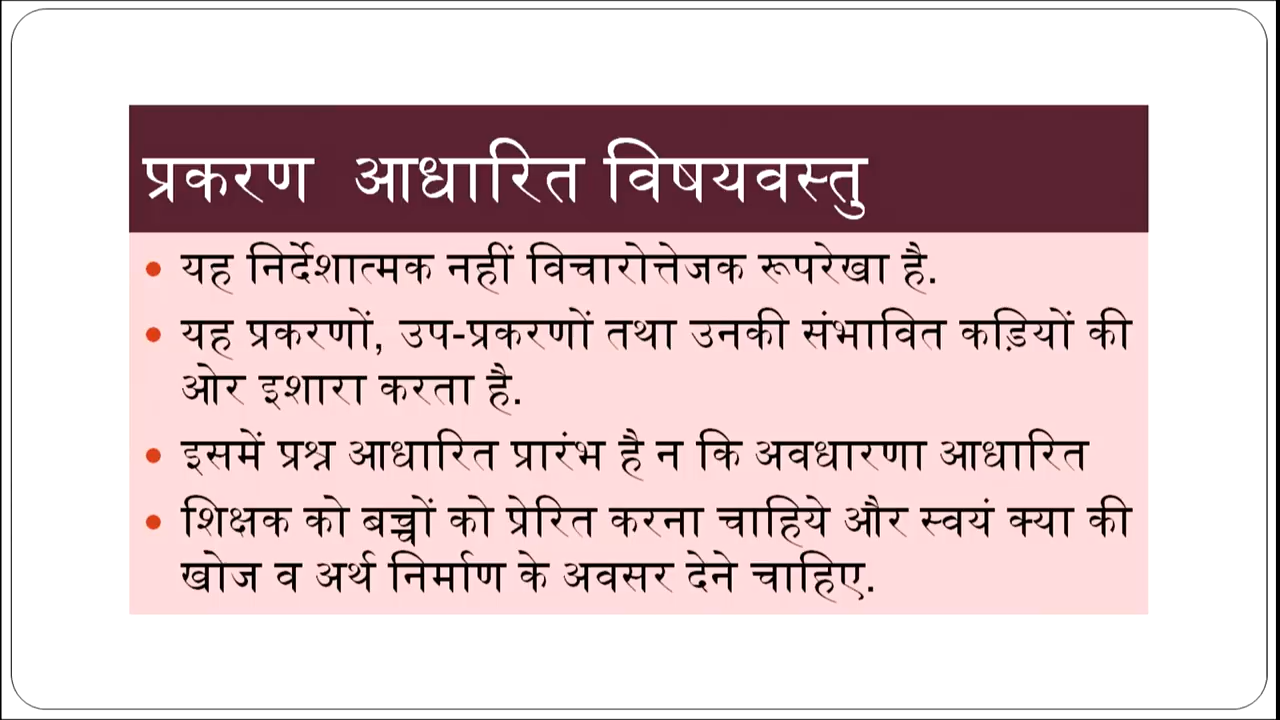 प्रकरण आधारित विषयवस्तु
• यह निर्देशात्मक नहीं विचारोत्तेजक रूपरेखा है.
• यह प्रकरणों, उप-प्रकरणों तथा उनकी संभावित कड़ियों की
ओर इशारा करता है.
• इसमें प्रश्न आधारित प्रारंभ है न कि अवधारणा आधारित
• शिक्षक को बच्चों को प्रेरित करना चाहिये और स्वयं क्या की
खोज व अर्थ निर्माण के अवसर देने चाहिए.